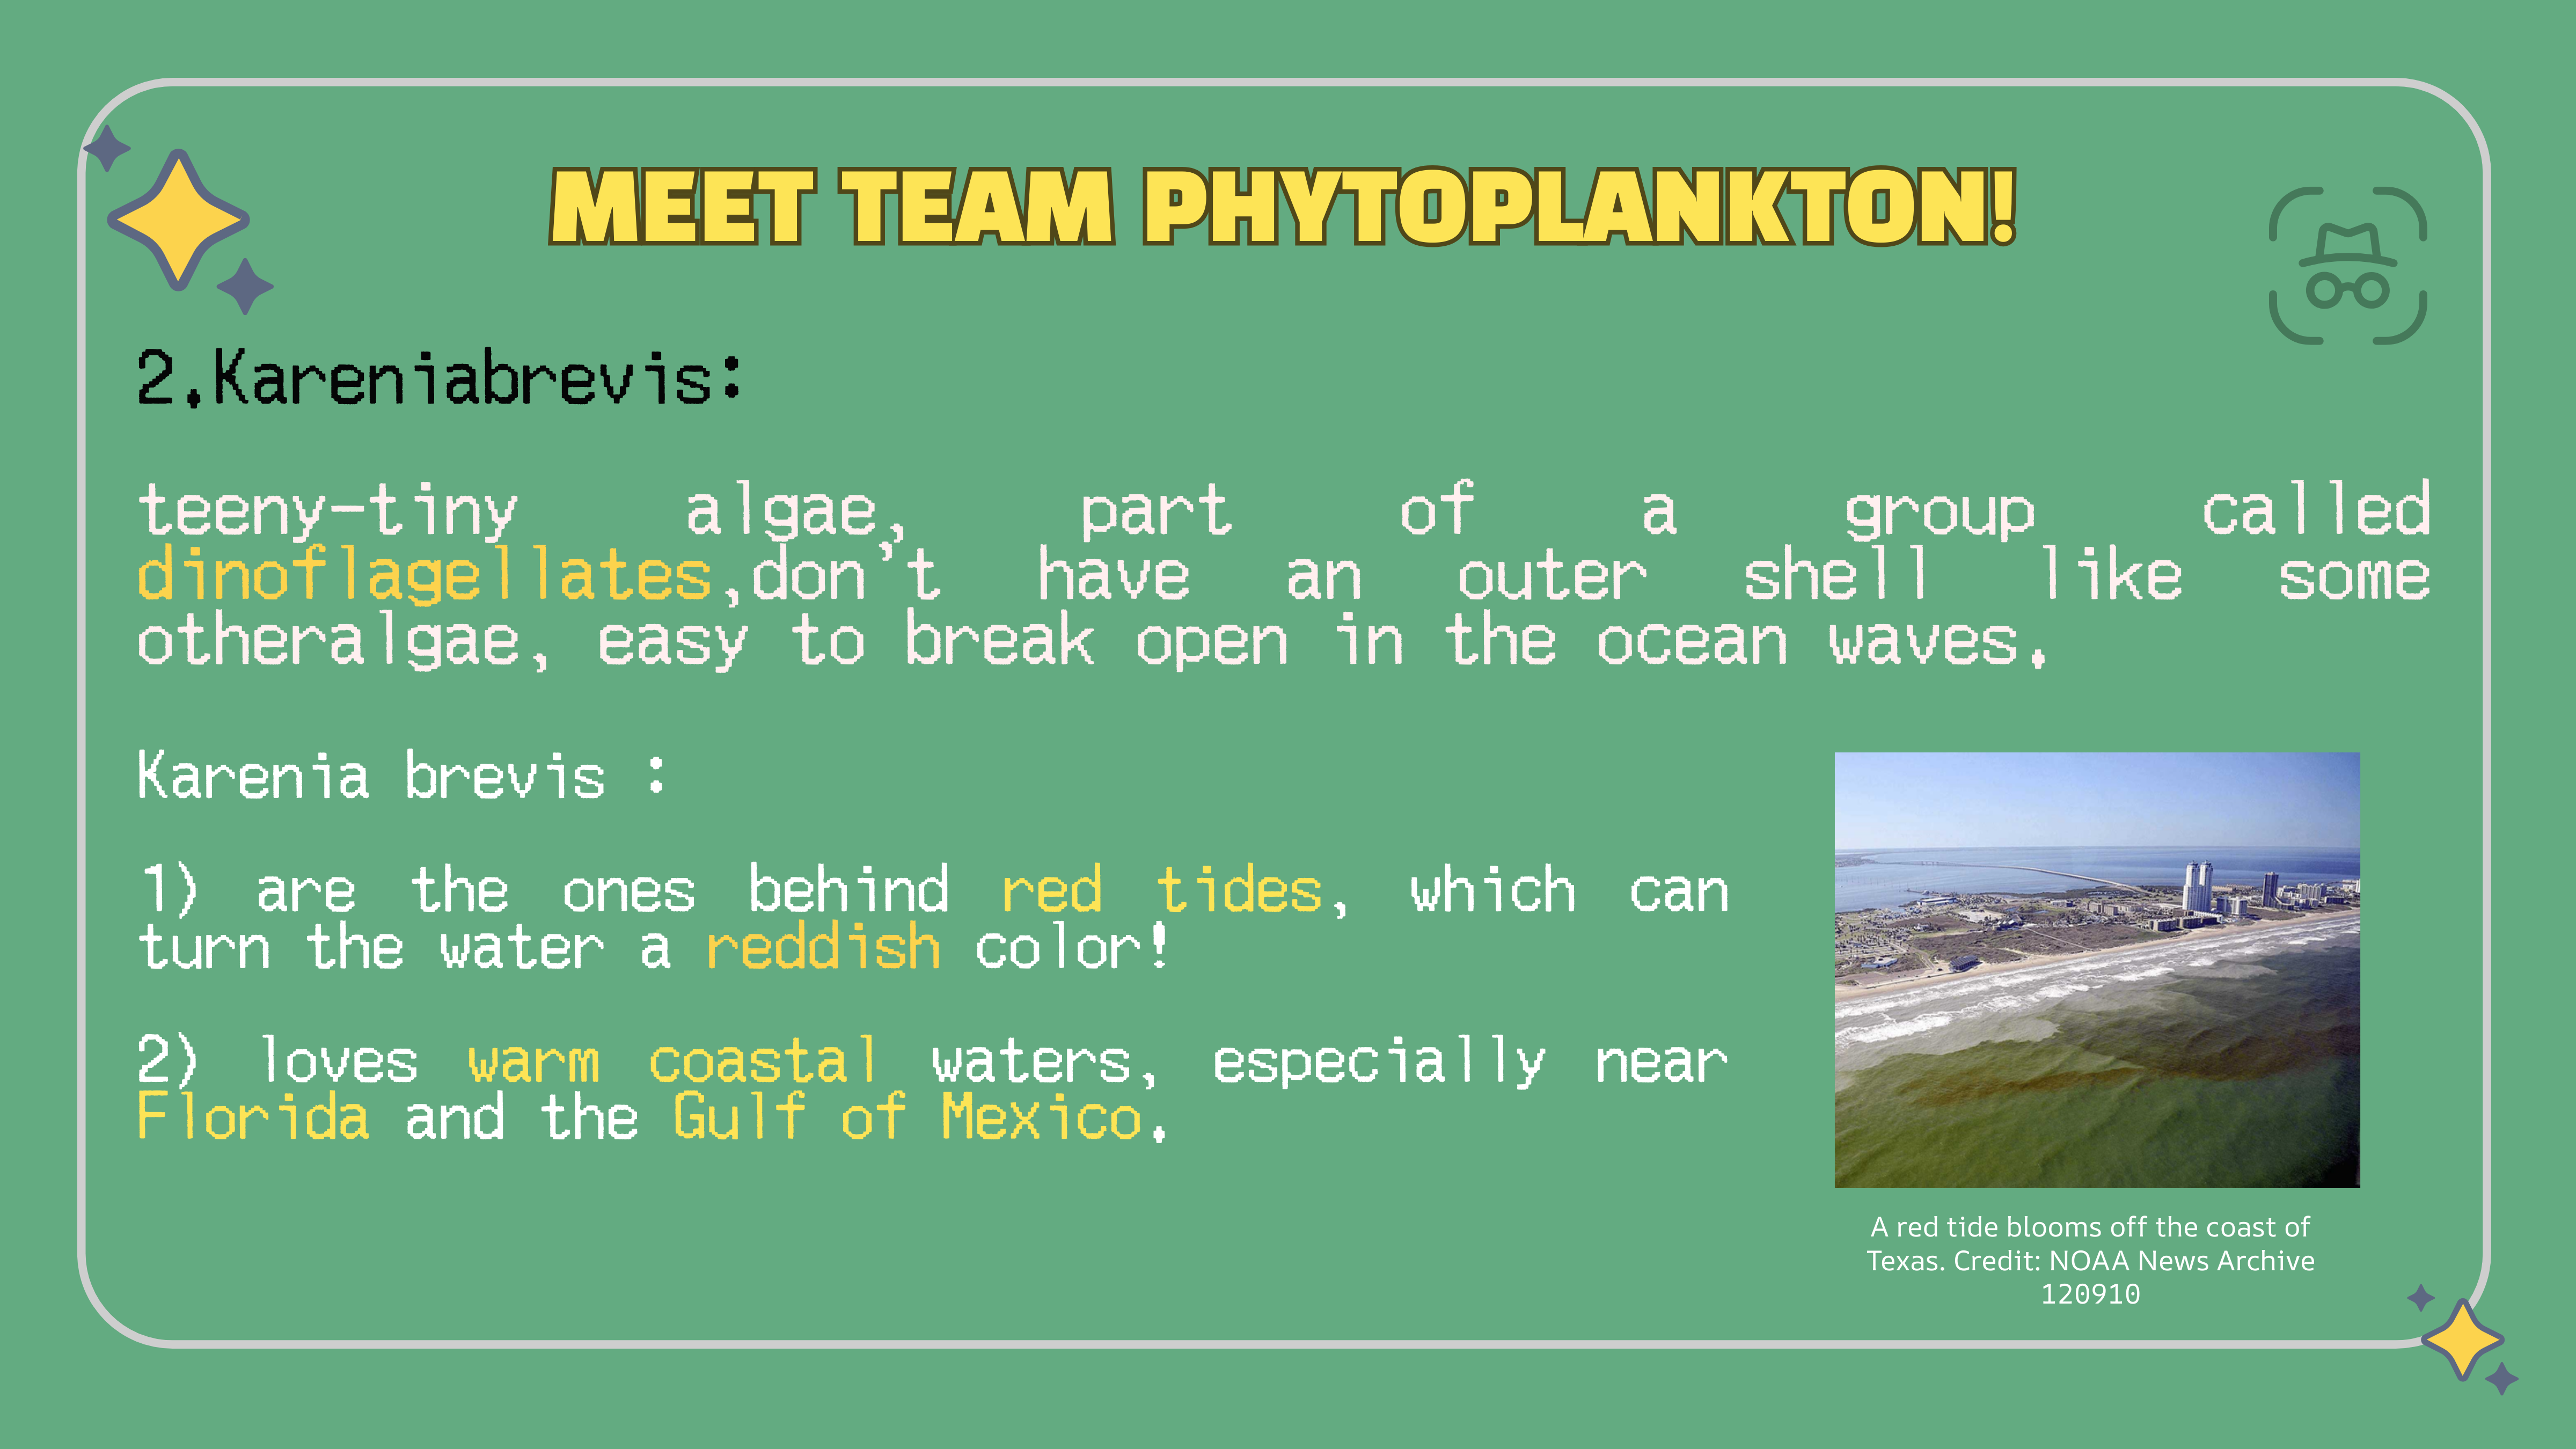 MEET TEAM PHYTOPLANKTON!
2.Kareniabrevis:
teeny-tiny algae, part of a group called
dinoflagellates,don't have an outer shell like some
otheralgae, easy to break open in the ocean waves.
Karenia brevis :
1) are the ones behind red tides, which can
turn the water a reddish color!
2) loves warm coastal waters, especially near
Florida and the Gulf of Mexico.
A red tide blooms off the coast of
Texas. Credit: NOAA News Archive
120910